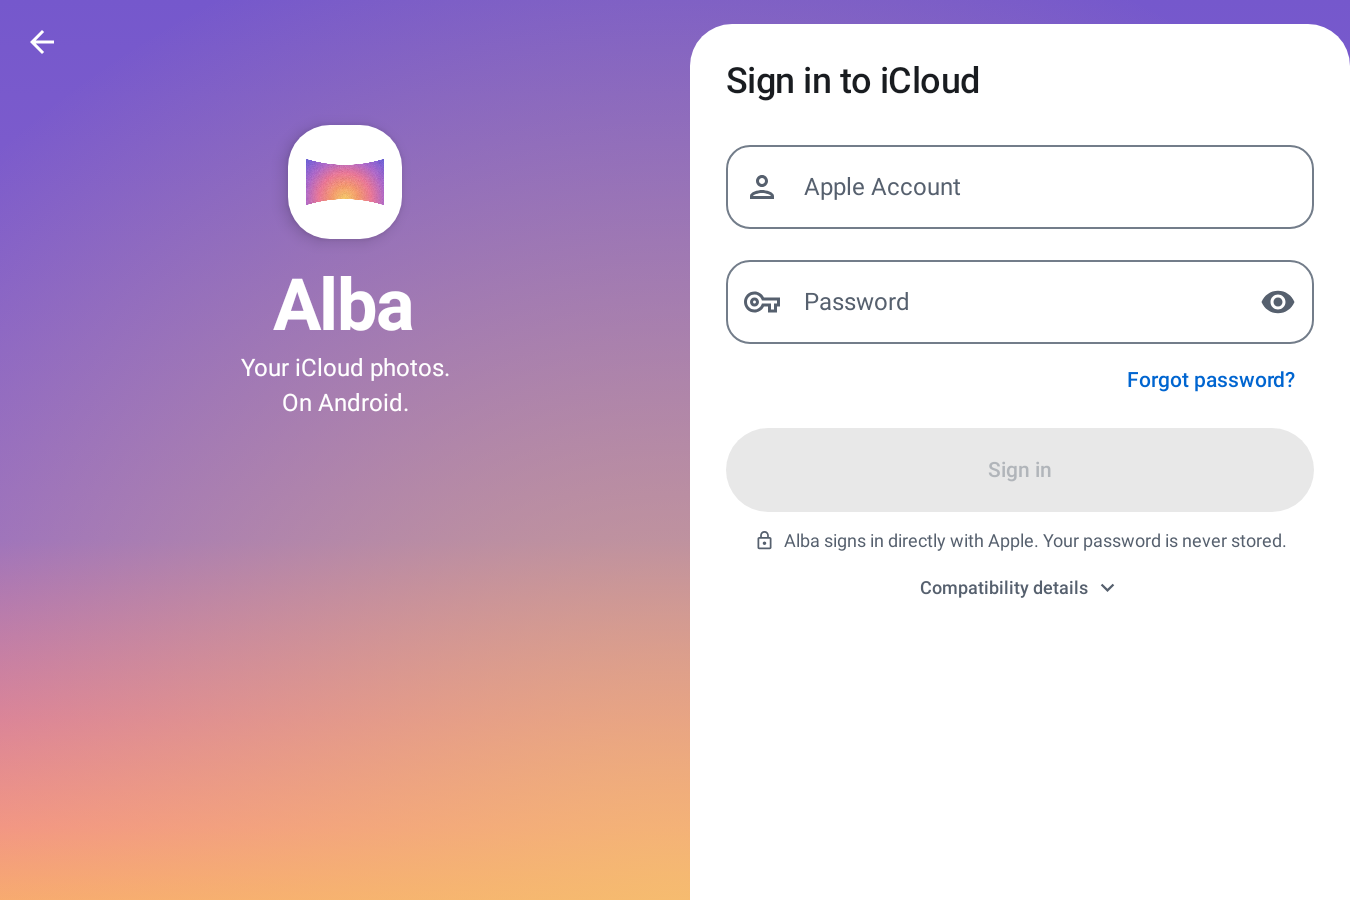 Alba
Your iCloud photos.
On Android.
Sign in to iCloud
Apple Account
Password
Forgot password?
Sign in
Alba signs in directly with Apple. Your password is never stored.
Compatibility details